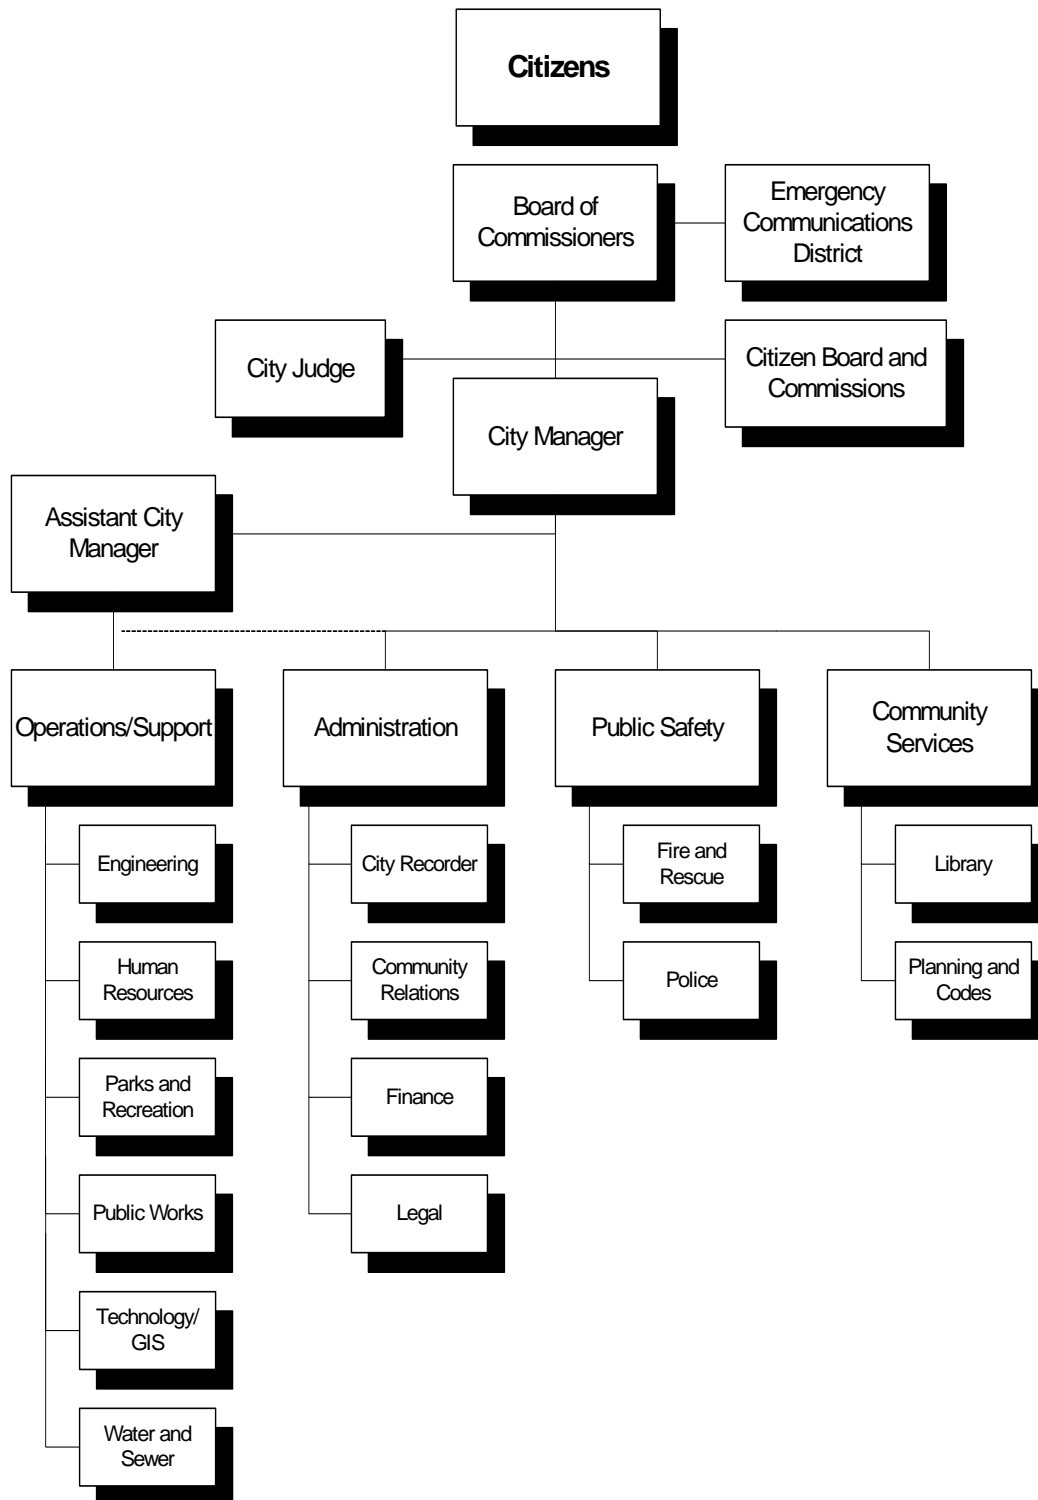 Citizens
Board of
Commissioners
Emergency
Communications
District
City Judge
Citizen Board and
Commissions
City Manager
Assistant City
Manager
Operations/Support
Administration
Public Safety
Community
Services
Engineering
City Recorder
Fire and
Rescue
Library
Human
Resources
Community
Relations
Police
Planning and
Codes
Parks and
Recreation
Finance
Public Works
Legal
Technology/
GIS
Water and
Sewer